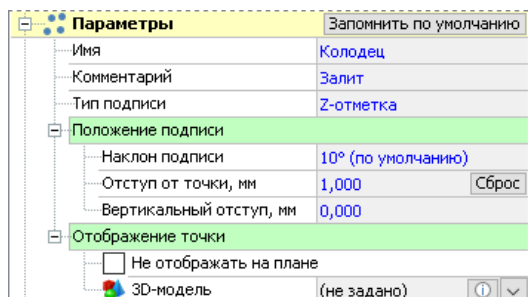 Параметры Запомнить по умолчанию
Имя Колодец
Комментарий Залит
Тип подписи Z-отметка
Положение подписи
Наклон подписи 10° (по умолчанию)
Отступ от точки, мм 1,000 Сброс
Вертикальный отступ, мм 0,000
Отображение точки
Не отображать на плане
3D-модель (не задано)